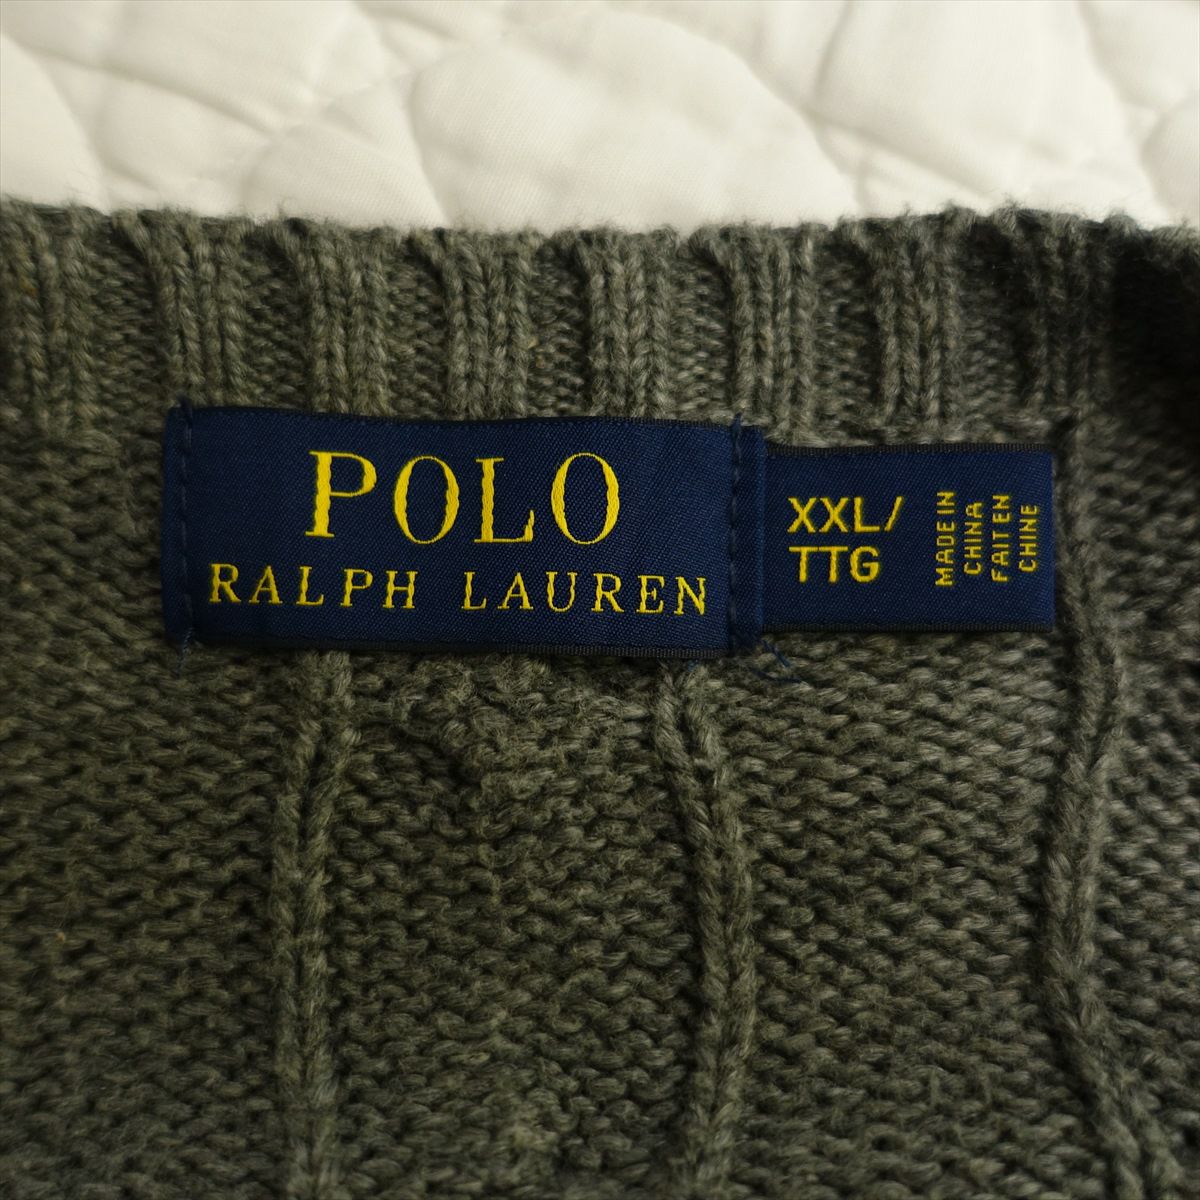 POLO
RALPH LAUREN
XXL/
TTG
MADE IN
CHINA
FAIT EN
CHINE